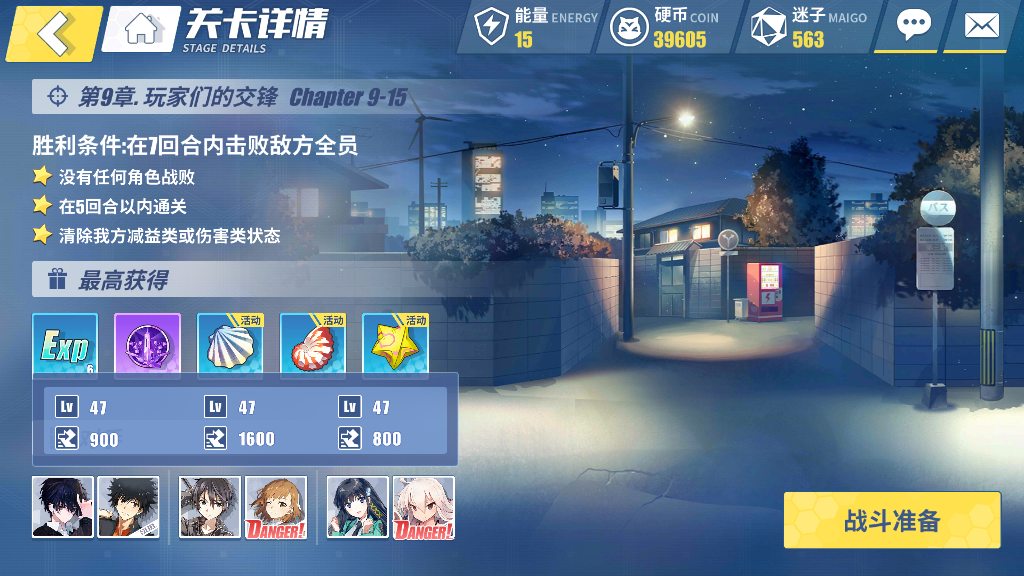 关卡详情
STAGE DETAILS
能量 ENERGY
15
硬币 COIN
39605
迷子 MAIGO
563
第9章.玩家们的交锋 Chapter 9-15
胜利条件:在7回合内击败敌方全员
没有任何角色战败
在5回合以内通关
清除我方减益类或伤害类状态
最高获得
Exp
6
活动
活动
活动
Lv 47
Lv 47
Lv 47
900
1600
800
DANGER!
DANGER!
バス
战斗准备